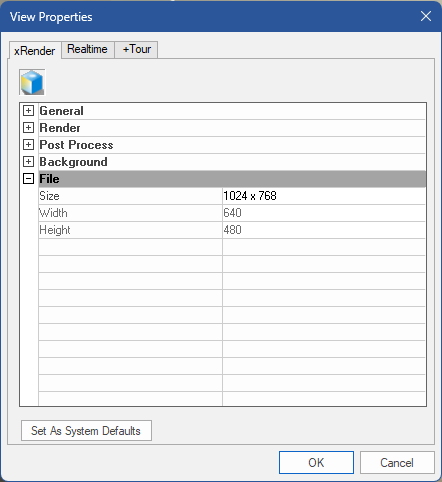 View Properties
xRender Realtime +Tour
General
Render
Post Process
Background
File
Size 1024 x 768
Width 640
Height 480
Set As System Defaults
OK Cancel